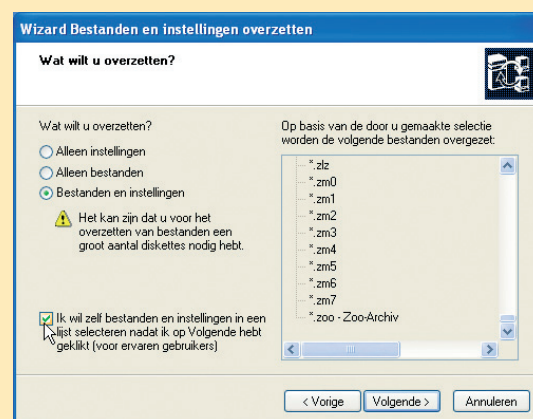 Wizard Bestanden en instellingen overzetten
Wat wilt u overzetten?
Wat wilt u overzetten?
Alleen instellingen
Alleen bestanden
Bestanden en instellingen
Het kan zijn dat u voor het
overzetten van bestanden een
groot aantal diskettes nodig hebt.
Ik wil zelf bestanden en instellingen in een
lijst selecteren nadat ik op Volgende hebt
geklikt (voor ervaren gebruikers)
Op basis van de door u gemaakte selectie
worden de volgende bestanden overgezet:
*.zlz
*.zm0
*.zm1
*.zm2
*.zm3
*.zm4
*.zm5
*.zm6
*.zm7
*.zoo - Zoo-Archiv
< Vorige
Volgende >
Annuleren